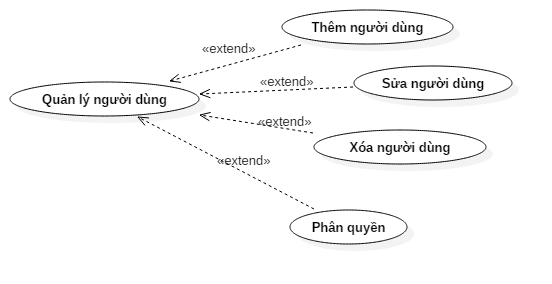 Thêm người dùng
«extend»
Sửa người dùng
«extend»
Quản lý người dùng
«extend»
Xóa người dùng
«extend»
Phân quyền